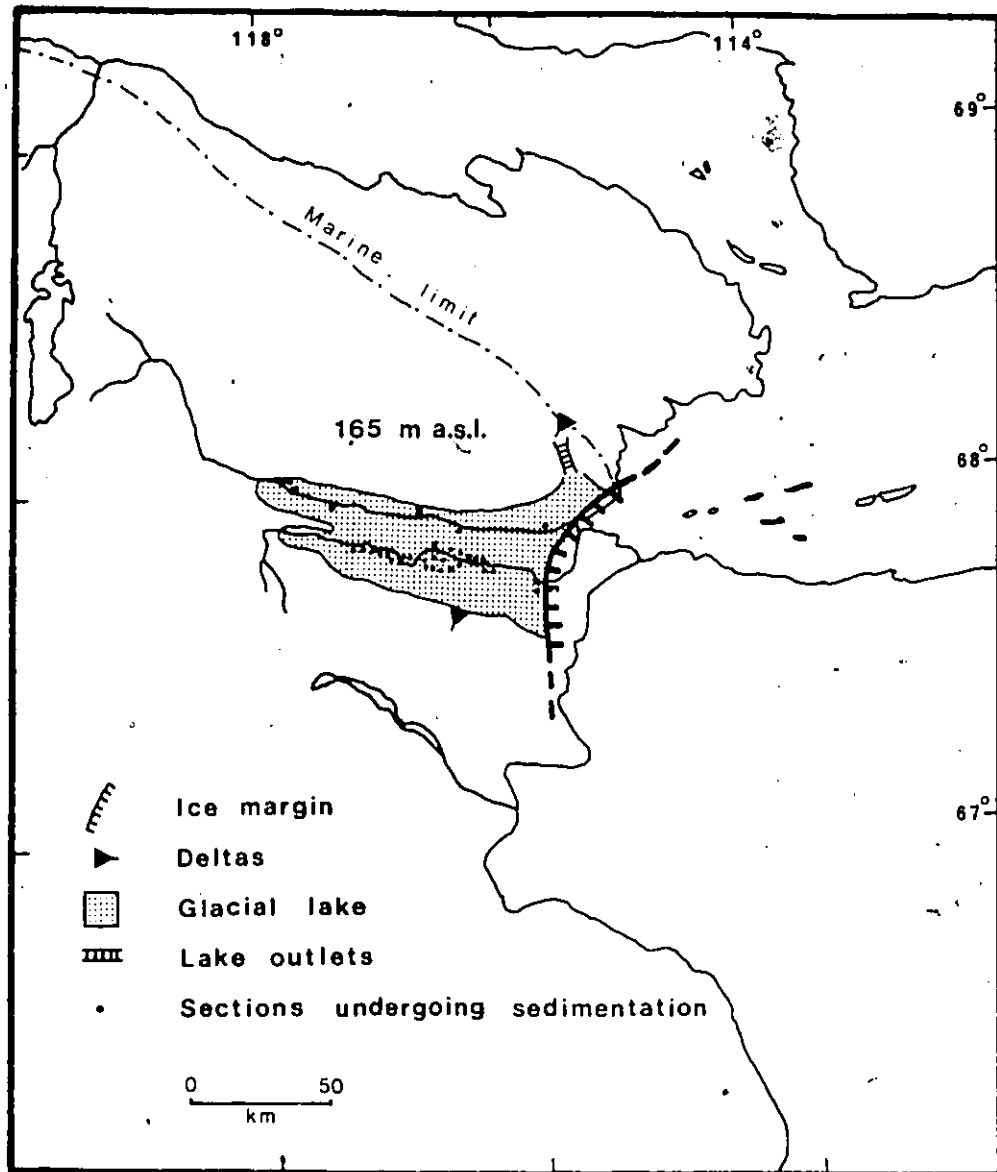 118°
114°
69°
Marine limit
165 m a.s.l.
68°
67°
Ice margin
Deltas
Glacial lake
Lake outlets
Sections undergoing sedimentation
0 50
km